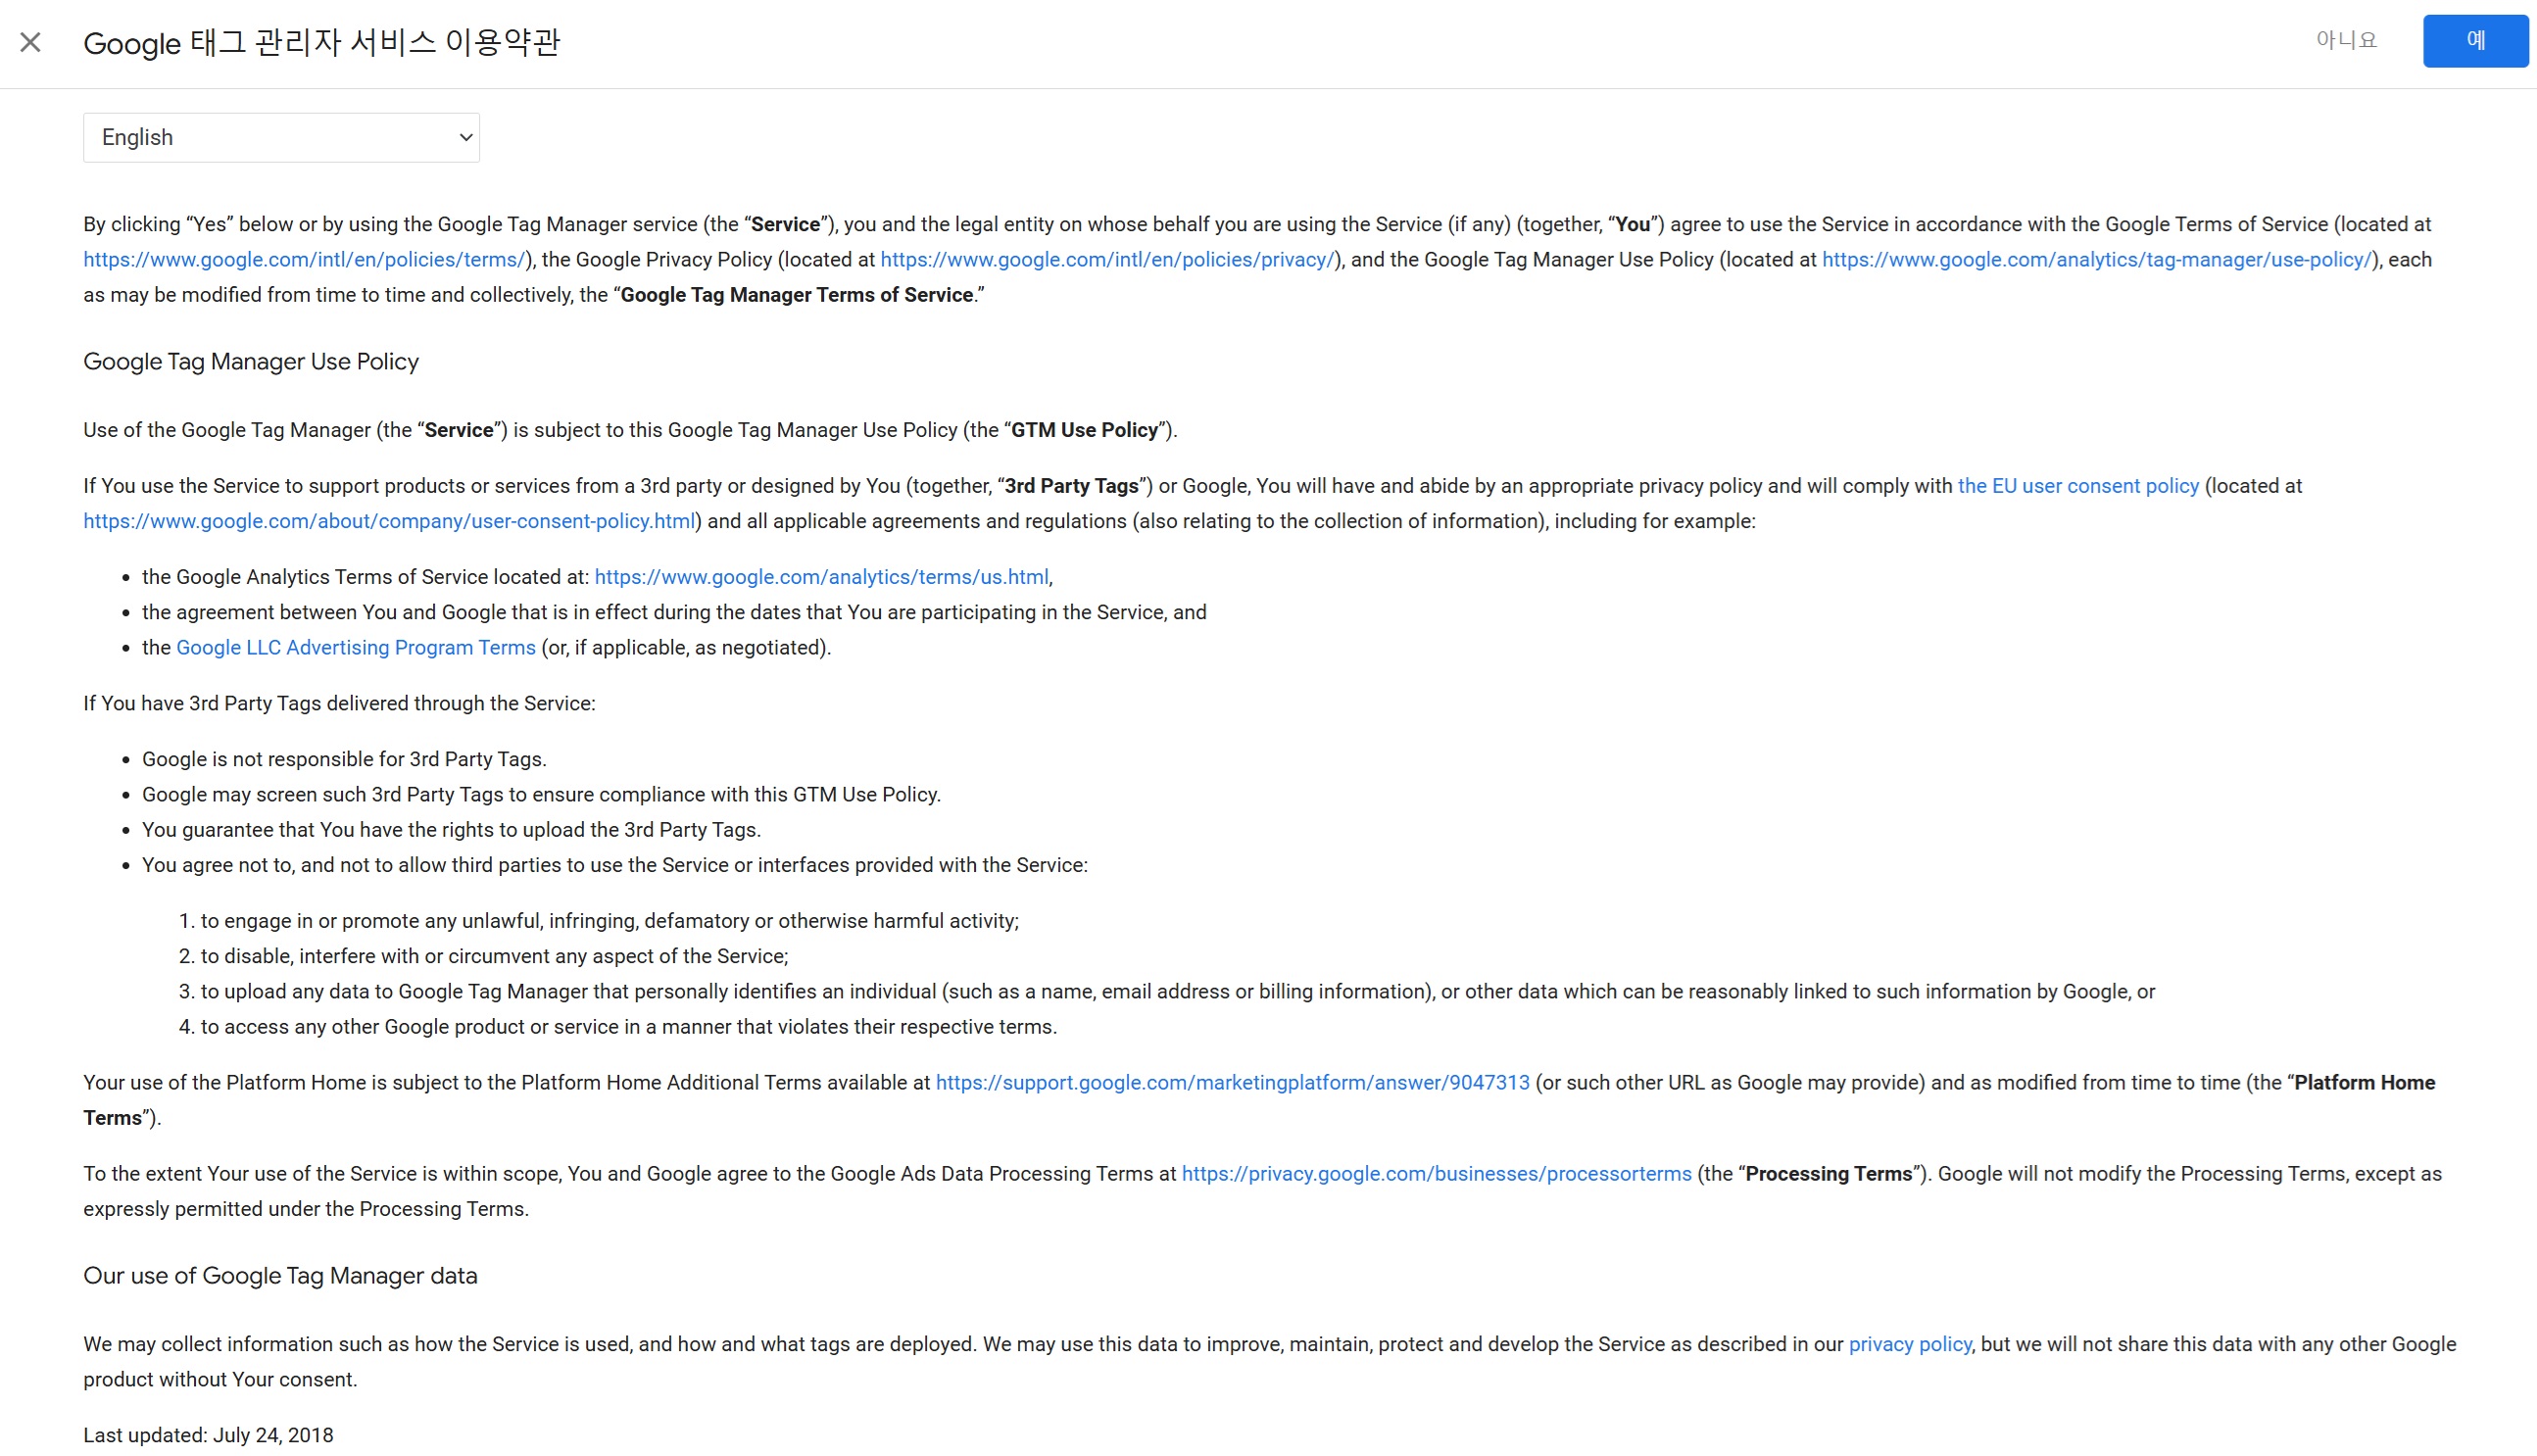 Google 태그 관리자 서비스 이용약관
아니요
예
English
By clicking “Yes” below or by using the Google Tag Manager service (the “Service”), you and the legal entity on whose behalf you are using the Service (if any) (together, “You”) agree to use the Service in accordance with the Google Terms of Service (located at
https://www.google.com/intl/en/policies/terms/), the Google Privacy Policy (located at https://www.google.com/intl/en/policies/privacy/), and the Google Tag Manager Use Policy (located at https://www.google.com/analytics/tag-manager/use-policy/), each
as may be modified from time to time and collectively, the “Google Tag Manager Terms of Service.”
Google Tag Manager Use Policy
Use of the Google Tag Manager (the “Service”) is subject to this Google Tag Manager Use Policy (the “GTM Use Policy”).
If You use the Service to support products or services from a 3rd party or designed by You (together, “3rd Party Tags”) or Google, You will have and abide by an appropriate privacy policy and will comply with the EU user consent policy (located at
https://www.google.com/about/company/user-consent-policy.html) and all applicable agreements and regulations (also relating to the collection of information), including for example:
• the Google Analytics Terms of Service located at: https://www.google.com/analytics/terms/us.html,
• the agreement between You and Google that is in effect during the dates that You are participating in the Service, and
• the Google LLC Advertising Program Terms (or, if applicable, as negotiated).
If You have 3rd Party Tags delivered through the Service:
• Google is not responsible for 3rd Party Tags.
• Google may screen such 3rd Party Tags to ensure compliance with this GTM Use Policy.
• You guarantee that You have the rights to upload the 3rd Party Tags.
• You agree not to, and not to allow third parties to use the Service or interfaces provided with the Service:
1. to engage in or promote any unlawful, infringing, defamatory or otherwise harmful activity;
2. to disable, interfere with or circumvent any aspect of the Service;
3. to upload any data to Google Tag Manager that personally identifies an individual (such as a name, email address or billing information), or other data which can be reasonably linked to such information by Google, or
4. to access any other Google product or service in a manner that violates their respective terms.
Your use of the Platform Home is subject to the Platform Home Additional Terms available at https://support.google.com/marketingplatform/answer/9047313 (or such other URL as Google may provide) and as modified from time to time (the “Platform Home
Terms”).
To the extent Your use of the Service is within scope, You and Google agree to the Google Ads Data Processing Terms at https://privacy.google.com/businesses/processorterms (the “Processing Terms”). Google will not modify the Processing Terms, except as
expressly permitted under the Processing Terms.
Our use of Google Tag Manager data
We may collect information such as how the Service is used, and how and what tags are deployed. We may use this data to improve, maintain, protect and develop the Service as described in our privacy policy, but we will not share this data with any other Google
product without Your consent.
Last updated: July 24, 2018